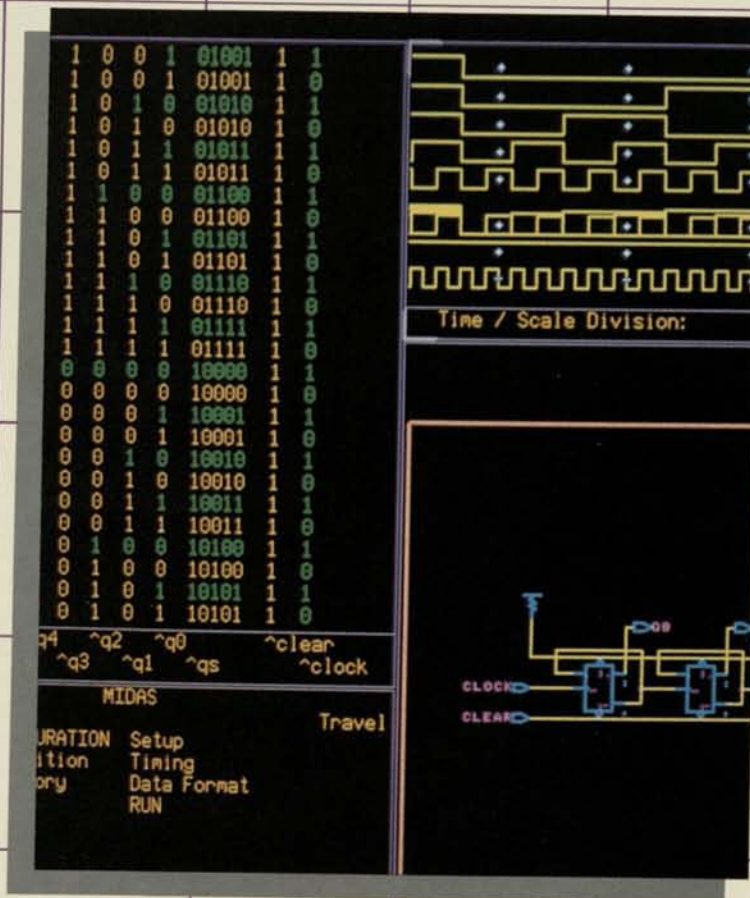 1 0 0 1 01001 1 1
1 0 0 1 01001 1 0
1 0 1 0 01010 1 1
1 0 1 0 01010 1 0
1 0 1 1 01011 1 1
1 0 1 1 01011 1 0
1 1 0 0 01100 1 1
1 1 0 0 01100 1 0
1 1 0 1 01101 1 1
1 1 0 1 01101 1 0
1 1 1 0 01110 1 1
1 1 1 0 01110 1 0
1 1 1 1 01111 1 1
1 1 1 1 01111 1 0
0 0 0 0 10000 1 1
0 0 0 0 10000 1 0
0 0 0 1 10001 1 1
0 0 0 1 10001 1 0
0 0 1 0 10010 1 1
0 0 1 0 10010 1 0
0 0 1 1 10011 1 1
0 0 1 1 10011 1 0
0 1 0 0 10100 1 1
0 1 0 0 10100 1 0
0 1 0 1 10101 1 1
0 1 0 1 10101 1 0
q4 ^q2 ^q0 ^clear
^q3 ^q1 ^qs ^clock
MIDAS
Travel
URATION Setup
ition Timing
ory Data Format
RUN
Time / Scale Division:
Q0
CLOCK
CLEAR